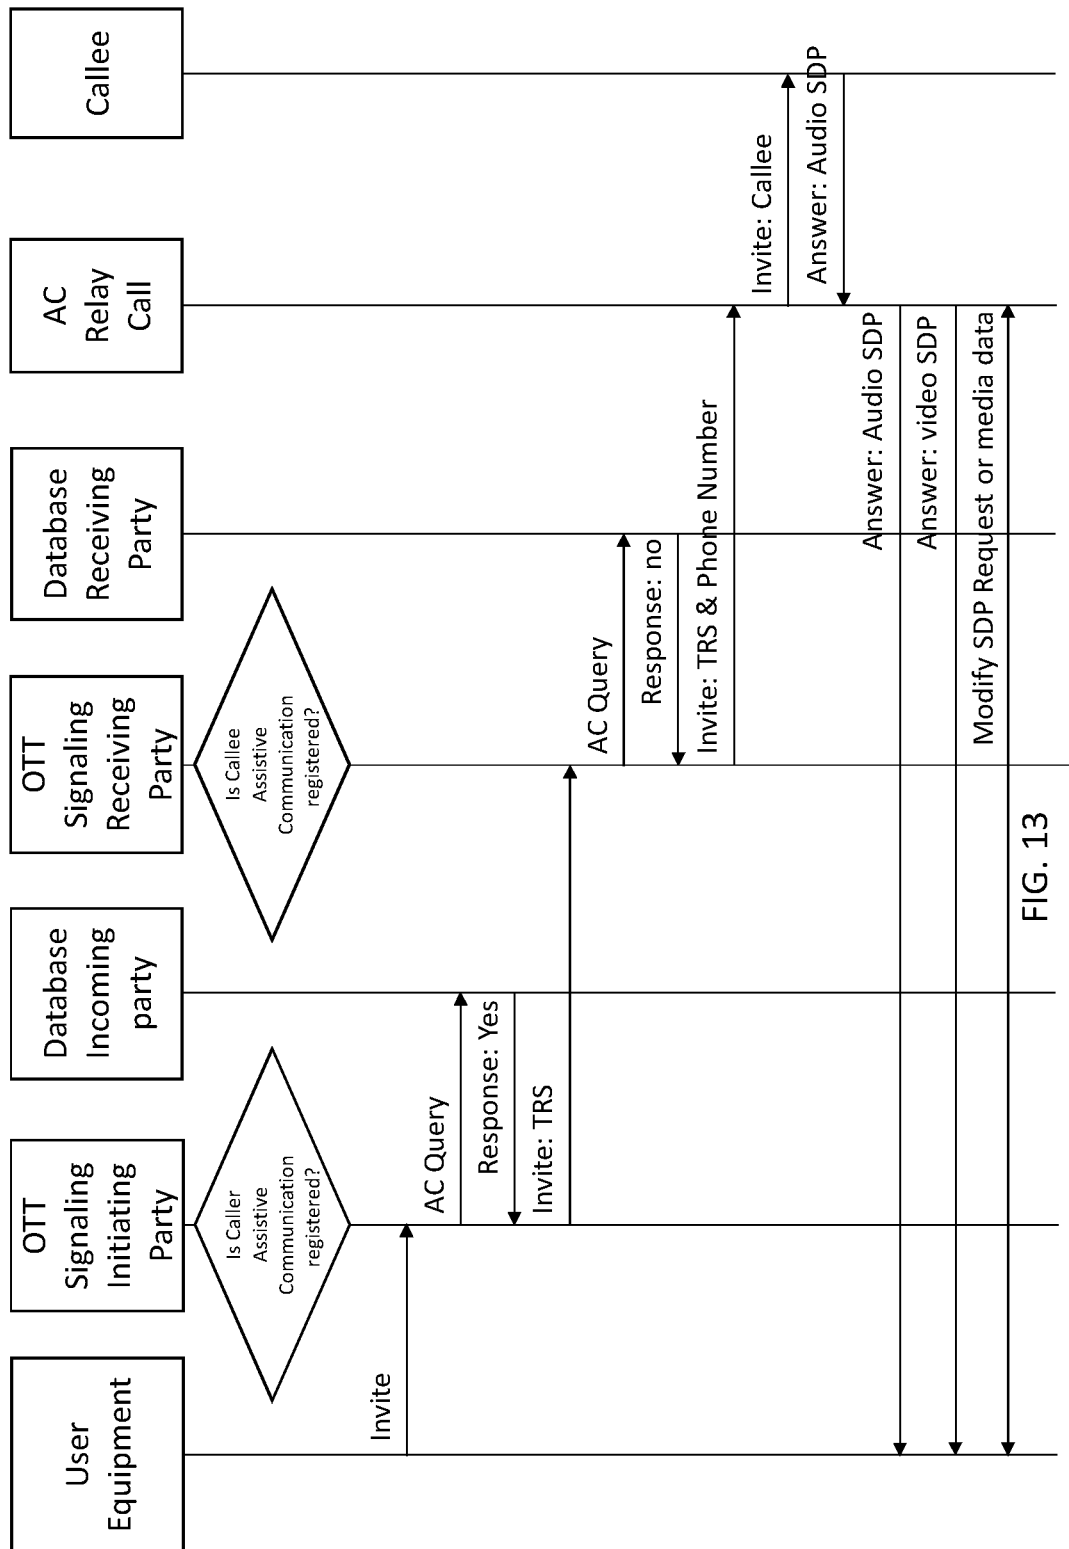 User
Equipment
OTT
Signaling
Initiating
Party
Database
Incoming
party
OTT
Signaling
Receiving
Party
Database
Receiving
Party
AC
Relay
Call
Callee
Is Caller
Assistive
Communication
registered?
Is Callee
Assistive
Communication
registered?
Invite
AC Query
Response: Yes
Invite: TRS
AC Query
Response: no
Invite: TRS & Phone Number
Invite: Callee
Answer: Audio SDP
Answer: Audio SDP
Answer: video SDP
Modify SDP Request or media data
FIG. 13